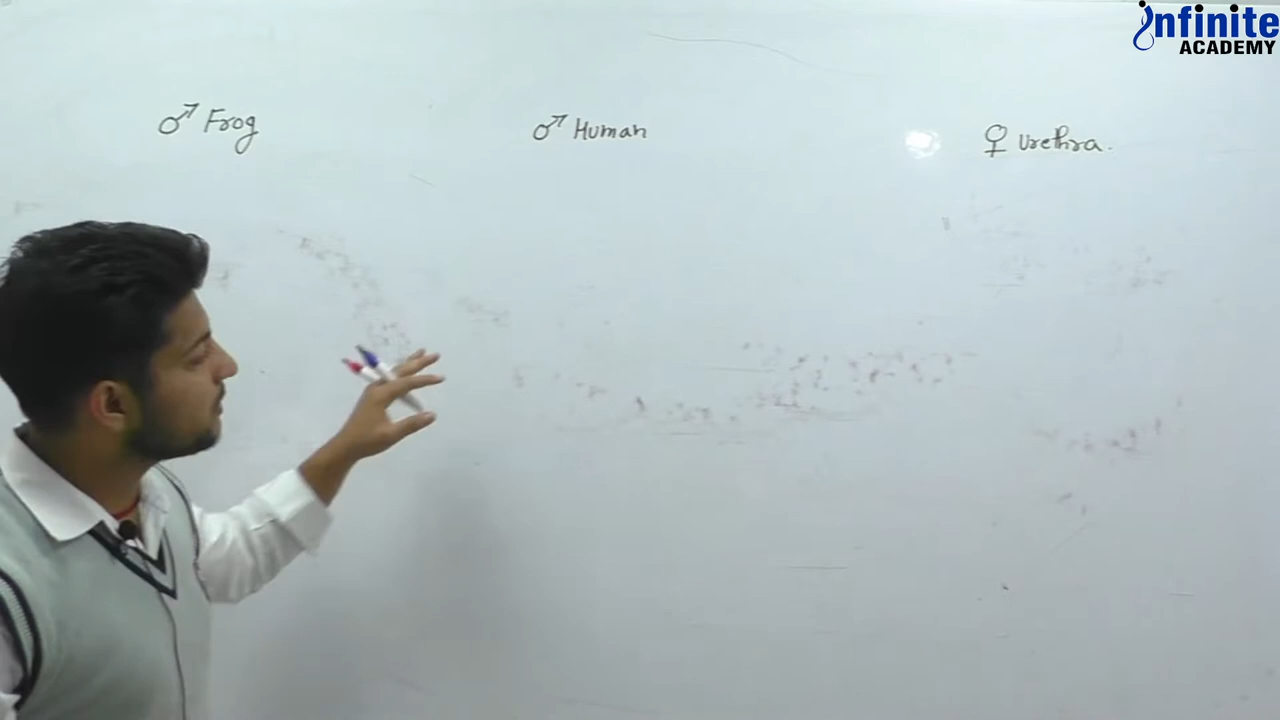 infinite
ACADEMY
♂ Frog
♂ Human
♀ urethra.